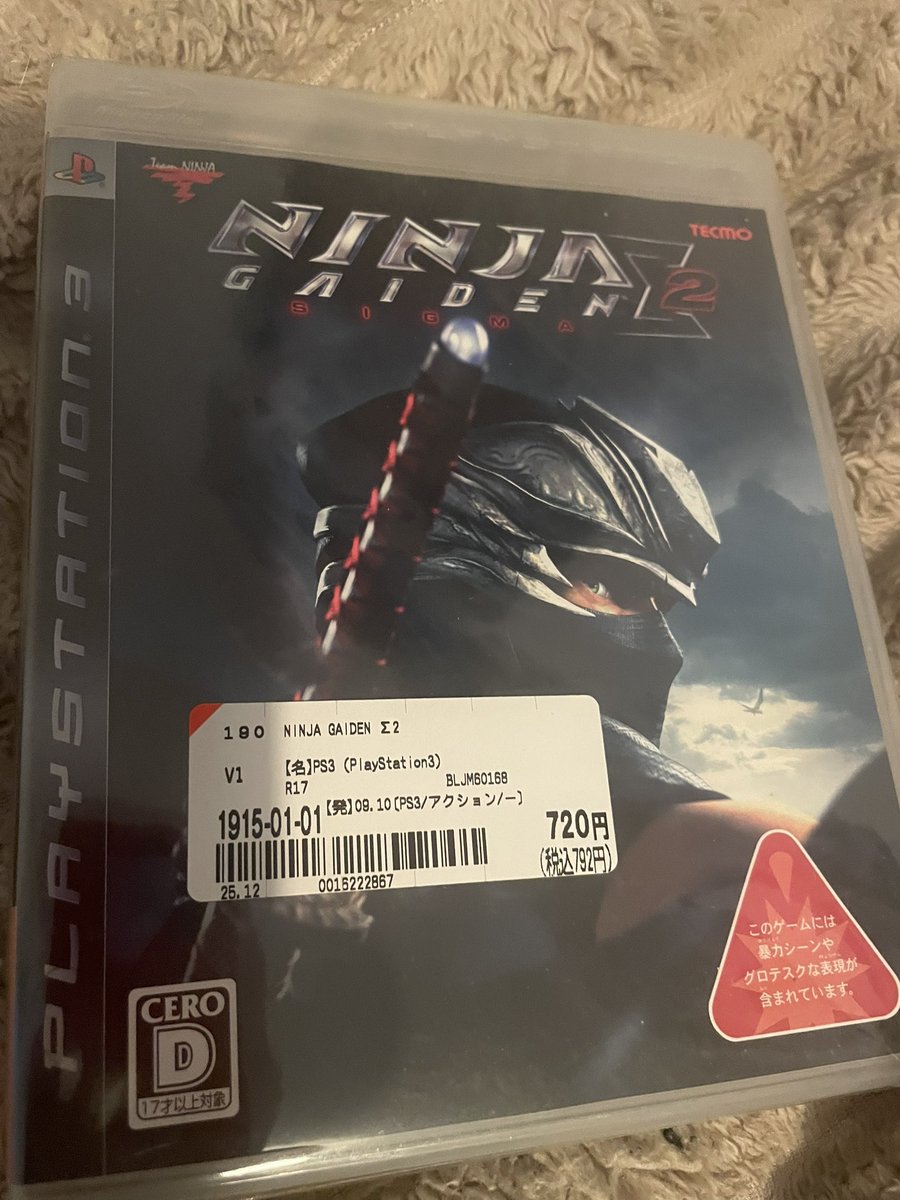 Team NINJA
TECMO
NINJA
GAIDEN Σ2
SIGMA
PLAYSTATION 3
190 NINJA GAIDEN Σ2
V1 【名】PS3 (PlayStation3)
R17 BLJM60168
1915-01-01 【発】09.10[PS3/アクション/ー]
720円
(税込792円)
25.12 0016222867
CERO
D
17才以上対象
このゲームには
暴力シーンや
グロテスクな表現が
含まれています。